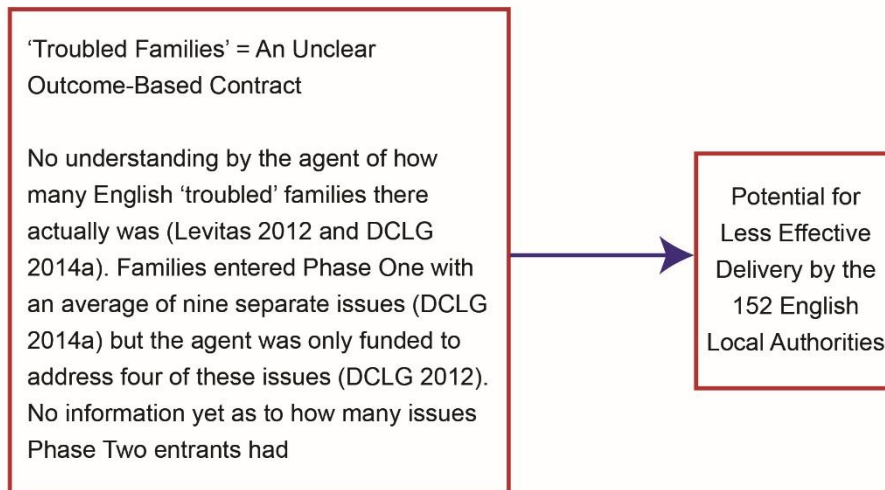 ‘Troubled Families’ = An Unclear
Outcome-Based Contract
No understanding by the agent of how
many English ‘troubled’ families there
actually was (Levitas 2012 and DCLG
2014a). Families entered Phase One with
an average of nine separate issues (DCLG
2014a) but the agent was only funded to
address four of these issues (DCLG 2012).
No information yet as to how many issues
Phase Two entrants had
Potential for
Less Effective
Delivery by the
152 English
Local Authorities